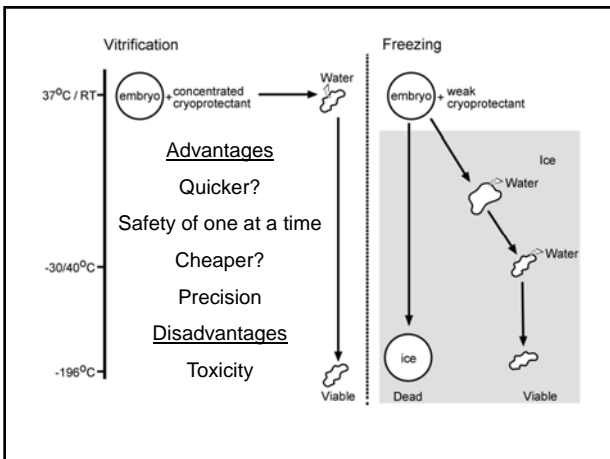 Vitrification
37°C / RT
embryo
+ concentrated
cryoprotectant
Water
Advantages
Quicker?
Safety of one at a time
Cheaper?
Precision
Disadvantages
Toxicity
-30/40°C
-196°C
Viable
Freezing
embryo
+ weak
cryoprotectant
Ice
Water
Water
ice
Dead
Viable